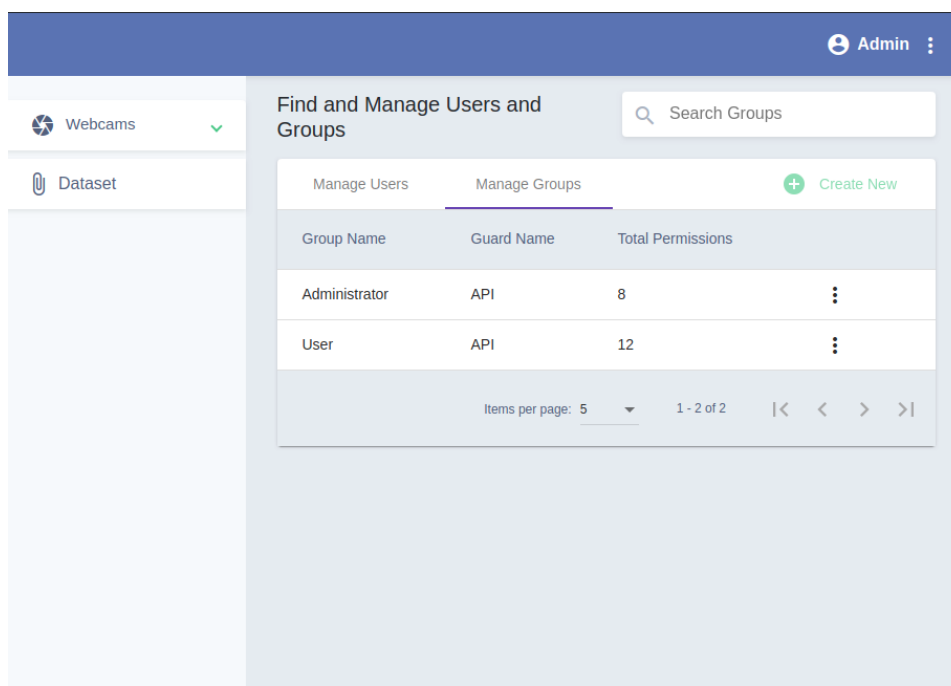 Admin
Webcams
Dataset
Find and Manage Users and
Groups
Search Groups
Manage Users Manage Groups Create New
Group Name Guard Name Total Permissions
Administrator API 8
User API 12
Items per page: 5 1 - 2 of 2